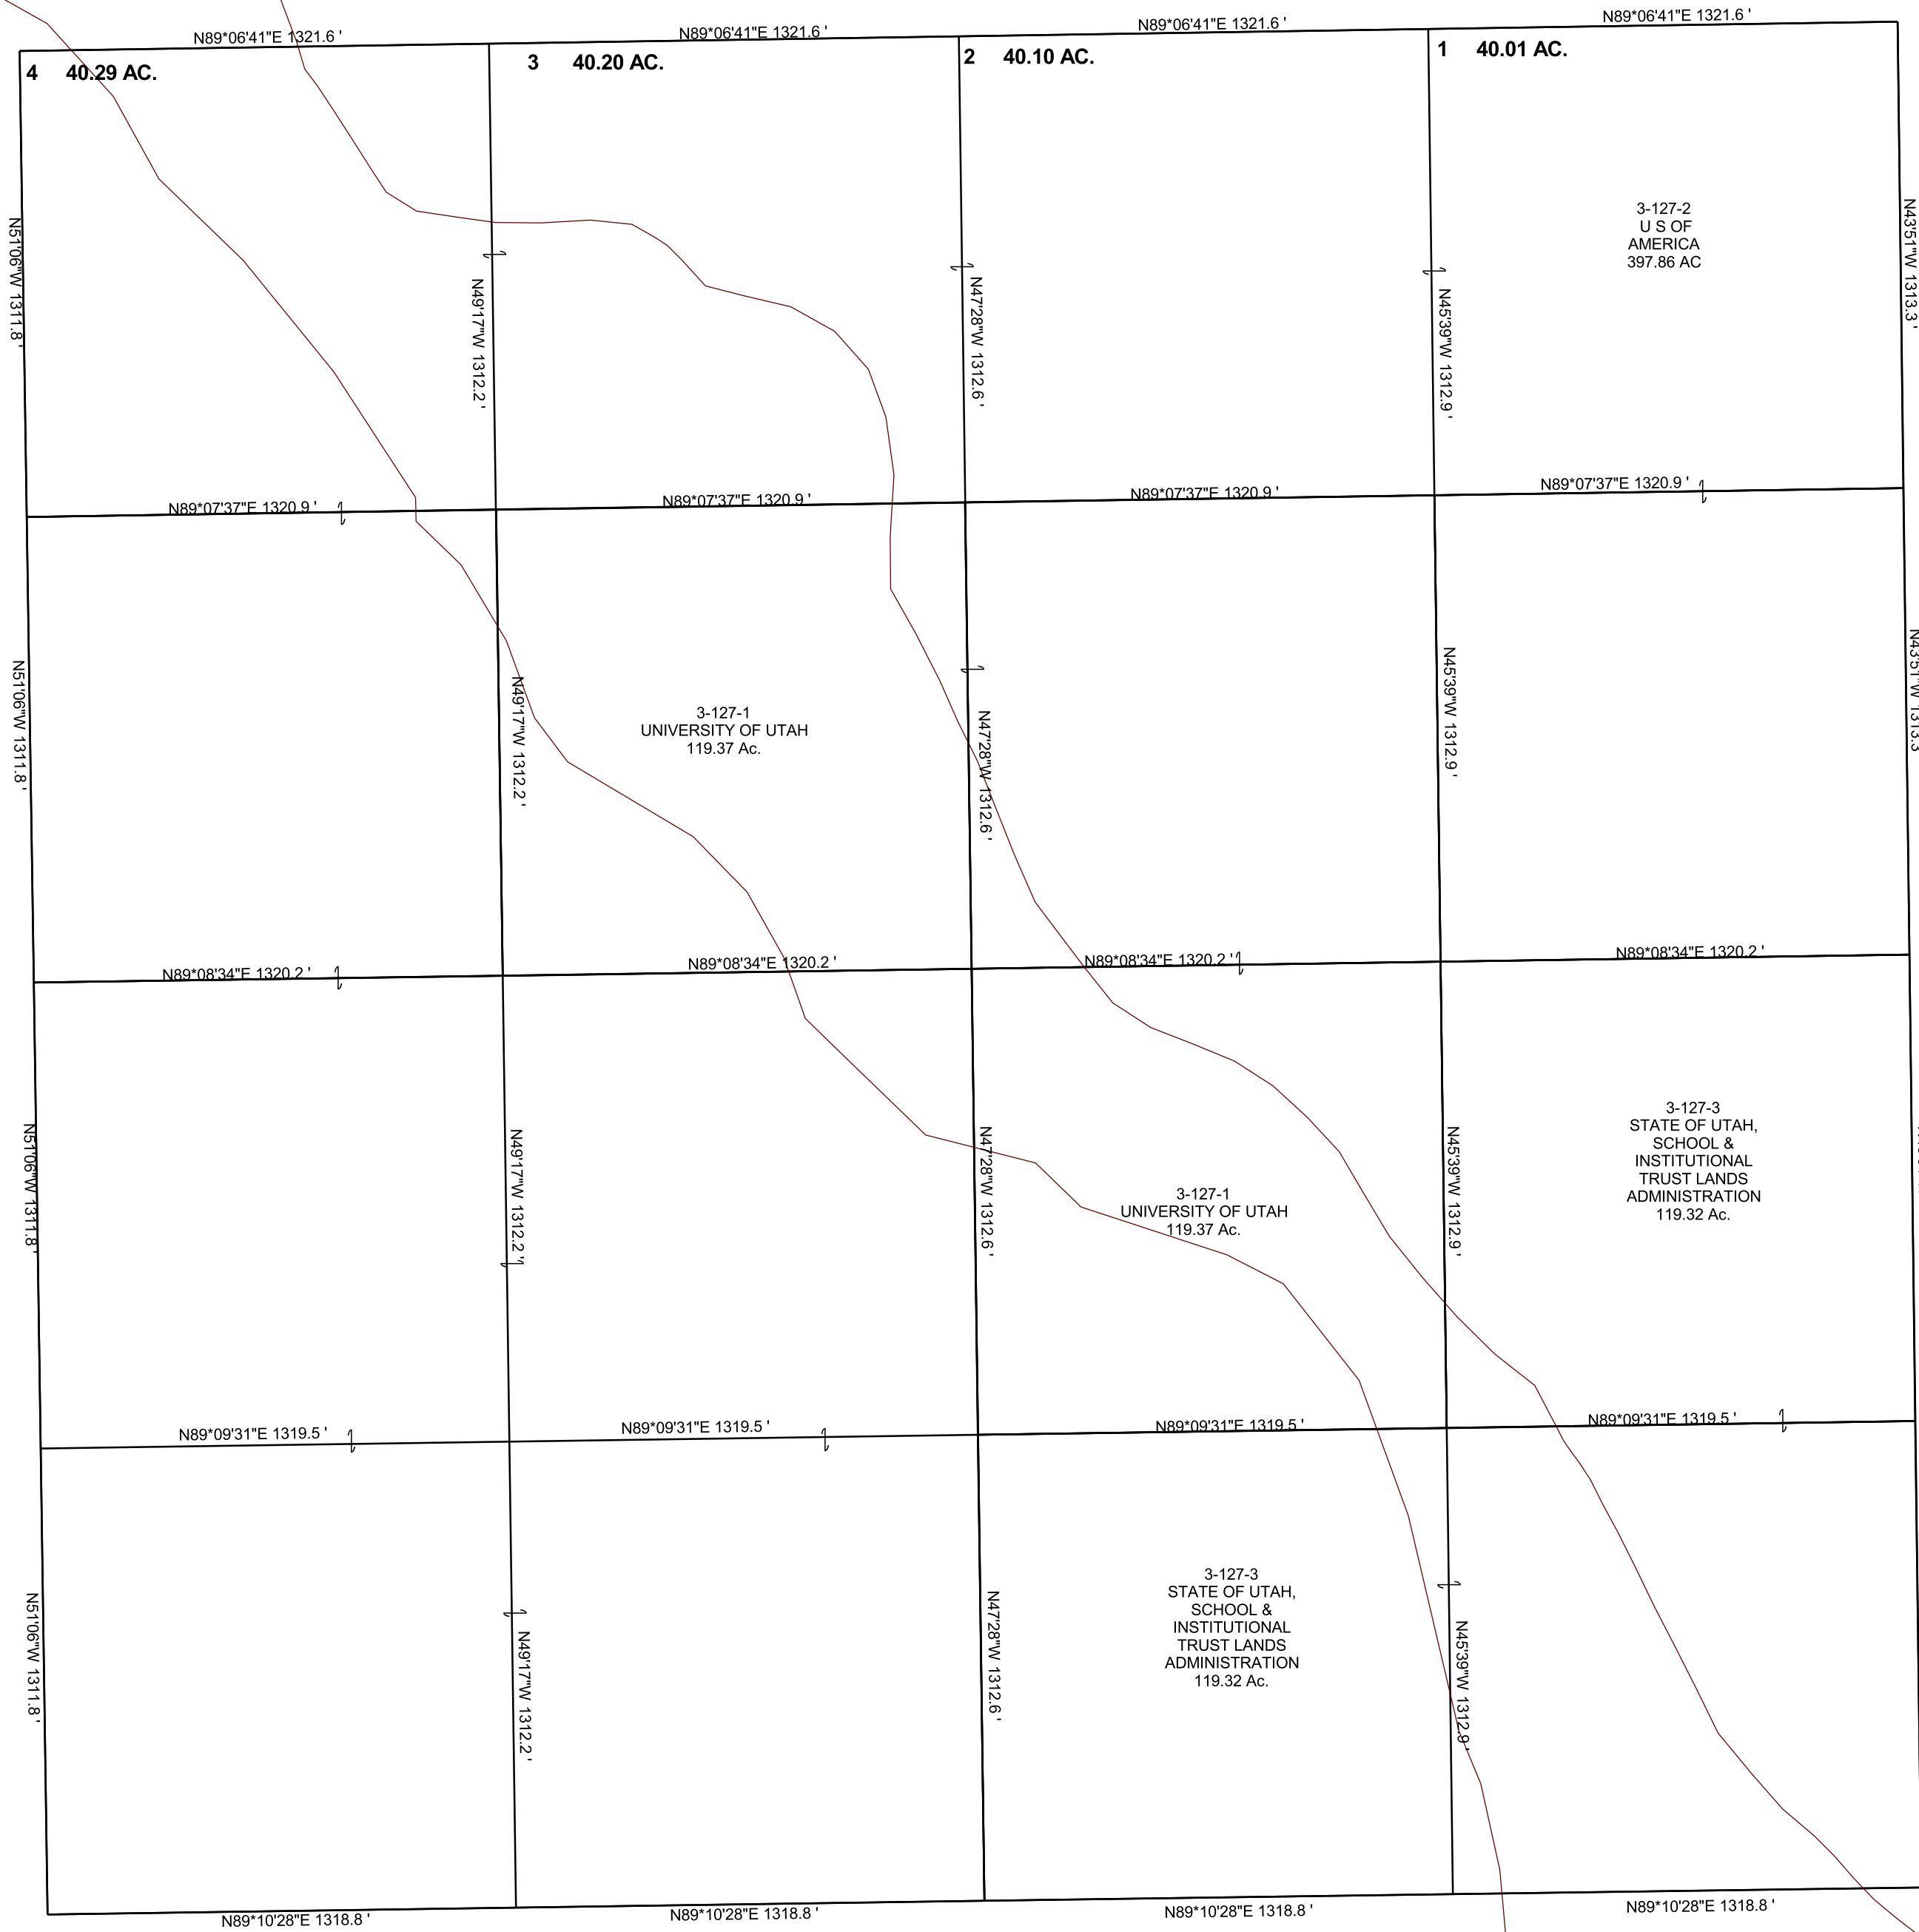 N89*06'41"E 1321.6 '
N89*06'41"E 1321.6 '
N89*06'41"E 1321.6 '
N89*06'41"E 1321.6 '
4 40.29 AC.
3 40.20 AC.
2 40.10 AC.
1 40.01 AC.
3-127-2
U S OF
AMERICA
397.86 AC
N51'06"W 1311.8 '
N49'17"W 1312.2 '
N47'28"W 1312.6 '
N45'39"W 1312.9 '
N43'51"W 1313.3 '
N89*07'37"E 1320.9 '
N89*07'37"E 1320.9 '
N89*07'37"E 1320.9 '
N89*07'37"E 1320.9 '
N51'06"W 1311.8 '
N49'17"W 1312.2 '
3-127-1
UNIVERSITY OF UTAH
119.37 Ac.
N47'28"W 1312.6 '
N45'39"W 1312.9 '
N43'51"W 1313.3
N89*08'34"E 1320.2 '
N89*08'34"E 1320.2 '
N89*08'34"E 1320.2 '
N89*08'34"E 1320.2 '
N51'06"W 1311.8 '
N49'17"W 1312.2 '
N47'28"W 1312.6 '
3-127-1
UNIVERSITY OF UTAH
119.37 Ac.
N45'39"W 1312.9 '
3-127-3
STATE OF UTAH,
SCHOOL &
INSTITUTIONAL
TRUST LANDS
ADMINISTRATION
119.32 Ac.
N89*09'31"E 1319.5 '
N89*09'31"E 1319.5 '
N89*09'31"E 1319.5 '
N89*09'31"E 1319.5 '
N51'06"W 1311.8 '
N49'17"W 1312.2 '
N47'28"W 1312.6 '
3-127-3
STATE OF UTAH,
SCHOOL &
INSTITUTIONAL
TRUST LANDS
ADMINISTRATION
119.32 Ac.
N45'39"W 1312.9 '
N89*10'28"E 1318.8 '
N89*10'28"E 1318.8 '
N89*10'28"E 1318.8 '
N89*10'28"E 1318.8 '